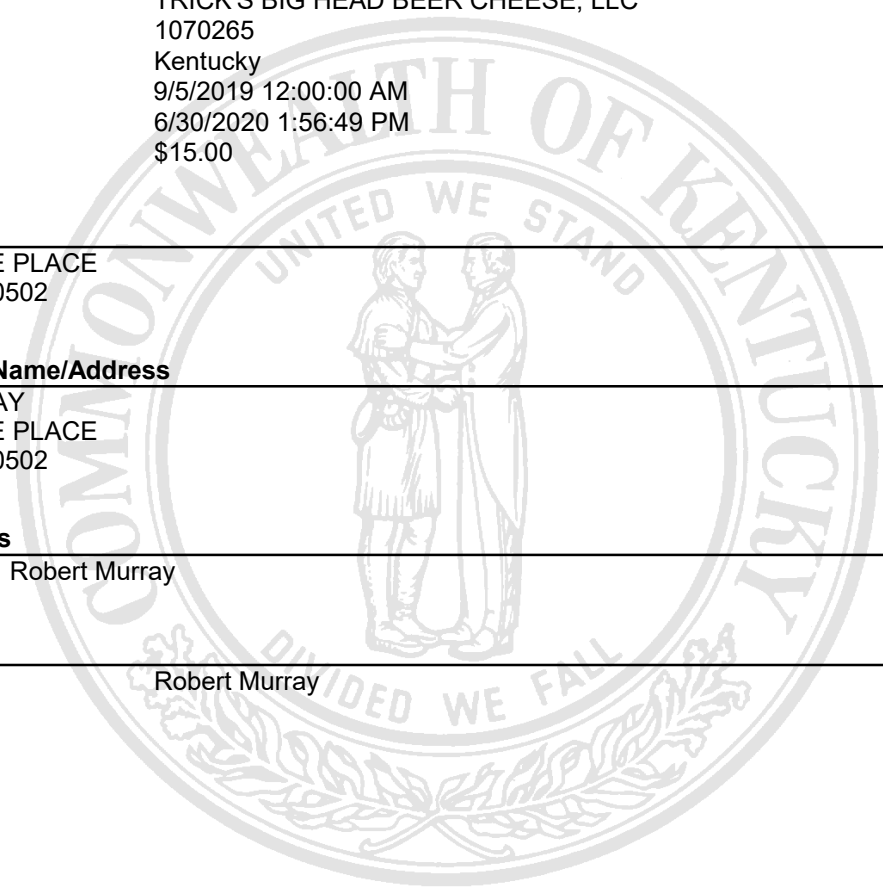 TRICK'S BIG HEAD BEER CHEESE, LLC
1070265
Kentucky
9/5/2019 12:00:00 AM
6/30/2020 1:56:49 PM
$15.00
COMMONWEALTH OF KENTUCKY
UNITED WE STAND
E PLACE
0502
Name/Address
AY
E PLACE
0502
s
Robert Murray
Robert Murray
DIVIDED WE FALL